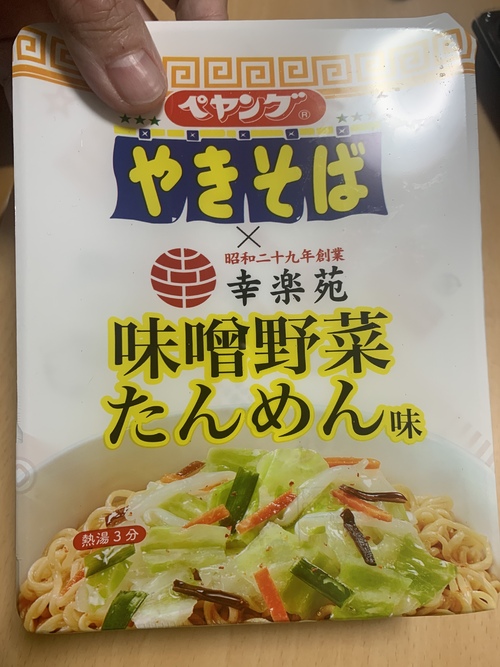 ペヤング®
やきそば
×
昭和二十九年創業
幸楽苑
味噌野菜
たんめん味
熱湯3分